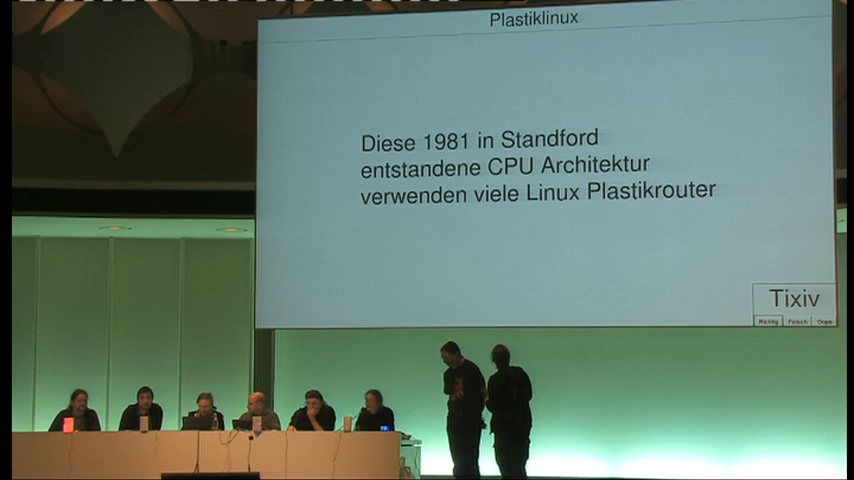 Plastiklinux
Diese 1981 in Standford
entstandene CPU Architektur
verwenden viele Linux Plastikrouter
Tixiv
Richtig Falsch Oops